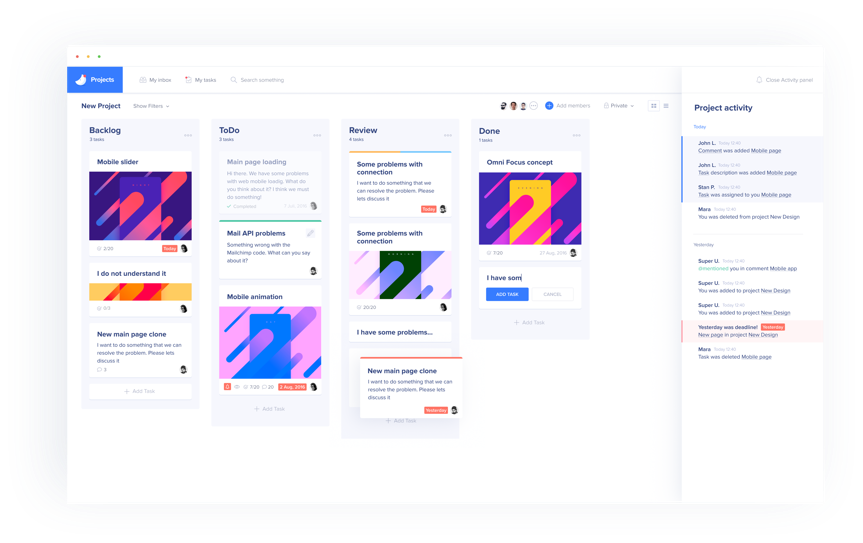 Projects
My inbox
My tasks
Search something
Close Activity panel
New Project
Show Filters
Add members
Private
Backlog
3 tasks
Mobile slider
2/20
Today
I do not understand it
New main page clone
I want to do something that we
can resolve the problem. Please lets
discuss it
Add Task
ToDo
3 tasks
Main page loading
Hi there. We have some problems
with web mobile loadig. What do
you think about it? I think we must
do something!
Completed
Mail API problems
Something wrong with the
Mailchimp code. What can you say
about it?
Mobile animation
7/20
20
2 Aug, 2018
Add Task
Review
4 tasks
Some problems with
connection
I want to do something that we
can resolve the problem. Please
lets discuss it
Today
Some problems with
connection
20/20
I have some problems...
New main page clone
I want to do something that we can
resolve the problem. Please lets
discuss it
Yesterday
Add Task
Done
1 tasks
Omni Focus concept
7/20
27 Aug, 2018
I have som
ADD TASK
CANCEL
Add Task
Project activity
Today
John L. Today 12:40
Comment was added Mobile page
John L. Today 12:40
Task description was added Mobile page
Stan P. Today 12:40
Task was assigned to you Mobile page
Mara Today 12:40
You was deleted from project New Design
Yesterday
Super U. Today 12:40
@mentioned you in comment Mobile app
Super U. Today 12:40
You was added to project New Design
Super U. Today 12:40
You was added to project New Design
Yesterday was deadline! Yesterday
New page in project New Design
Mara Today 12:40
Task was deleted Mobile page